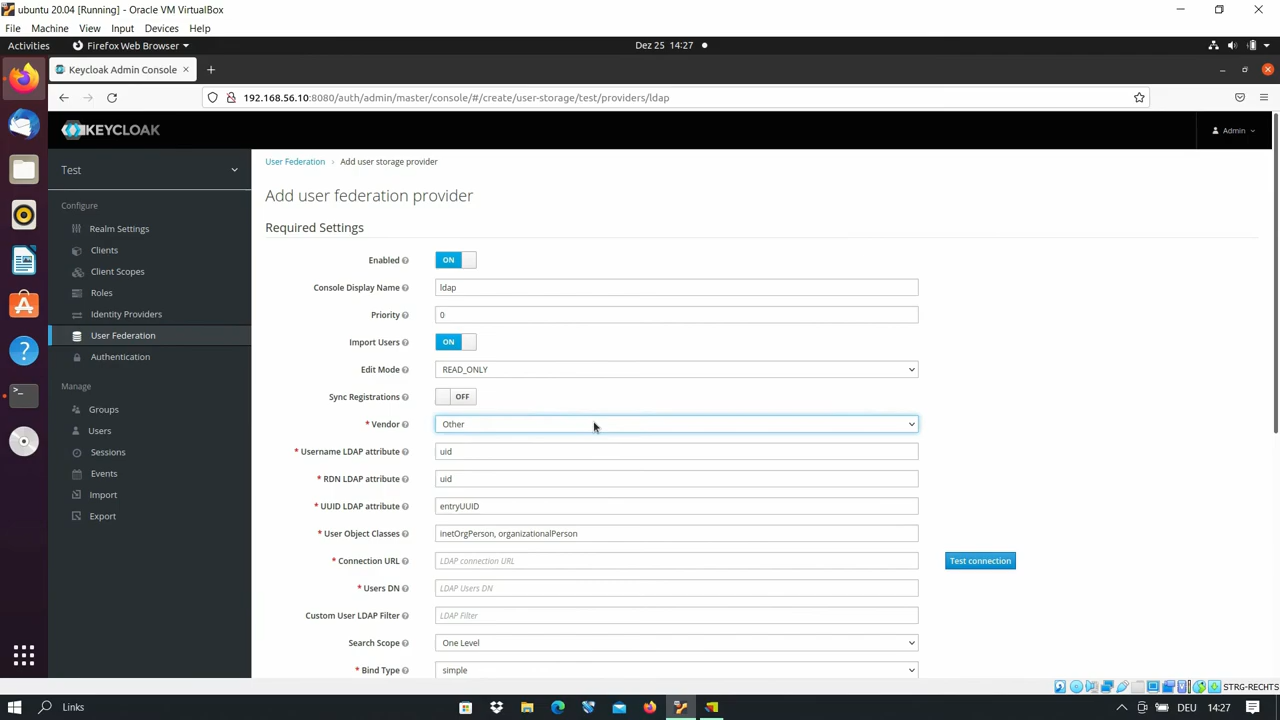 ubuntu 20.04 [Running] - Oracle VM VirtualBox
File Machine View Input Devices Help
Activities Firefox Web Browser Dez 25 14:27
Keycloak Admin Console
192.168.56.10:8080/auth/admin/master/console/#/create/user-storage/test/providers/ldap
KEYCLOAK Admin
Test
Configure
Realm Settings
Clients
Client Scopes
Roles
Identity Providers
User Federation
Authentication
Manage
Groups
Users
Sessions
Events
Import
Export
User Federation Add user storage provider
Add user federation provider
Required Settings
Enabled ON
Console Display Name ldap
Priority 0
Import Users ON
Edit Mode READ_ONLY
Sync Registrations OFF
* Vendor Other
* Username LDAP attribute uid
* RDN LDAP attribute uid
* UUID LDAP attribute entryUUID
* User Object Classes inetOrgPerson, organizationalPerson
* Connection URL LDAP connection URL Test connection
* Users DN LDAP Users DN
Custom User LDAP Filter LDAP Filter
Search Scope One Level
* Bind Type simple
STRG-RECHTS
Links DEU 14:27